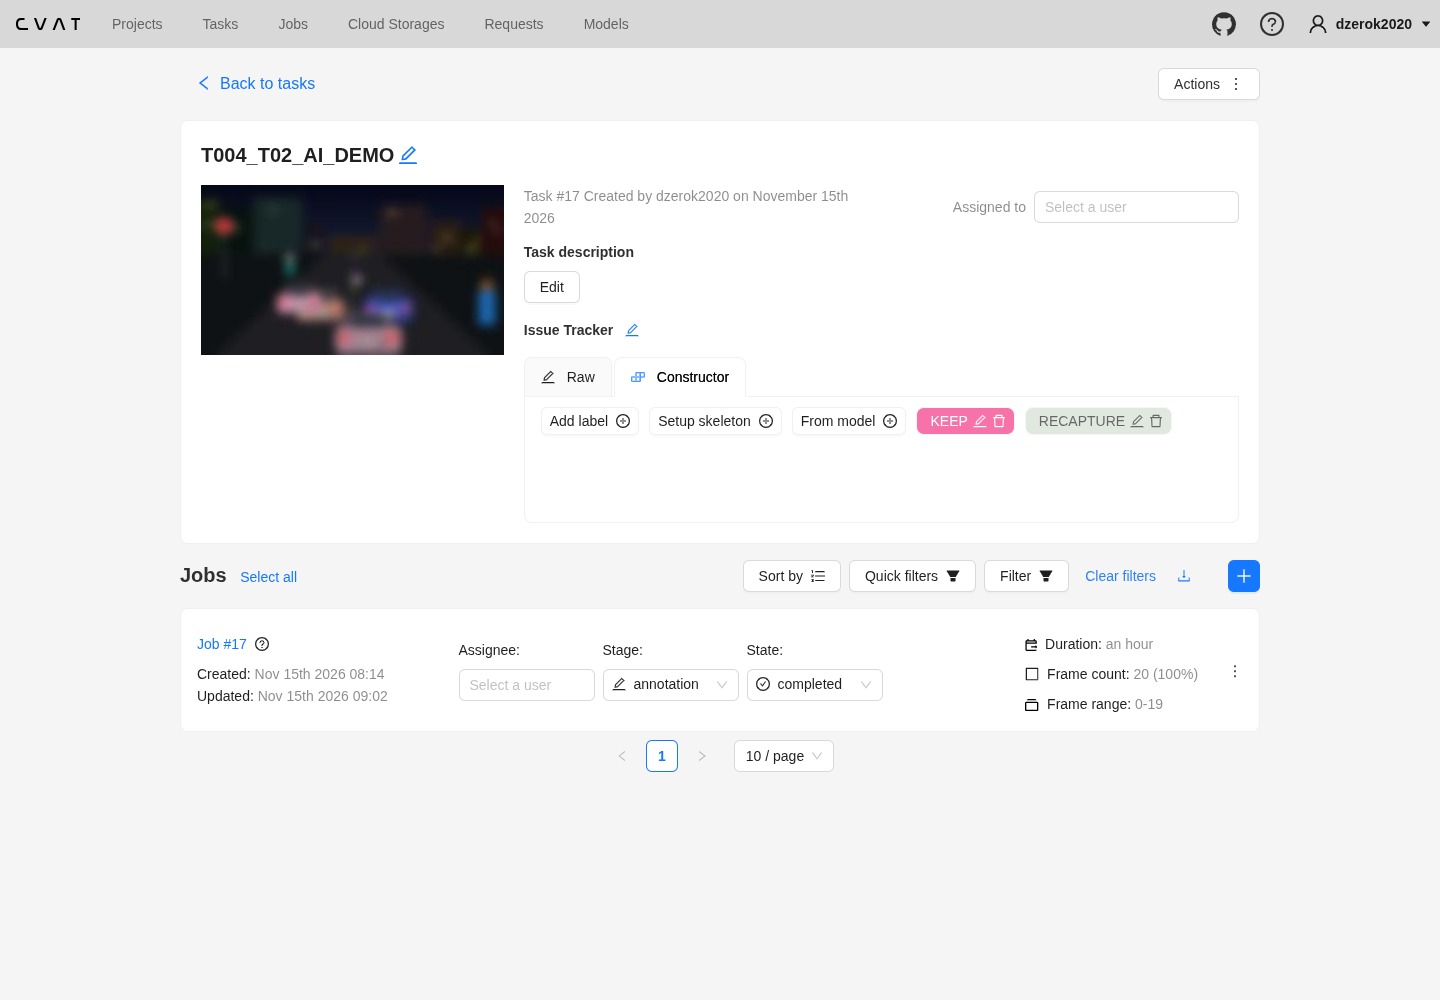 CVAT Projects Tasks Jobs Cloud Storages Requests Models dzerok2020
Back to tasks Actions
T004_T02_AI_DEMO
Task #17 Created by dzerok2020 on November 15th
2026
Assigned to Select a user
Task description
Edit
Issue Tracker
Raw Constructor
Add label Setup skeleton From model KEEP RECAPTURE
Jobs Select all Sort by Quick filters Filter Clear filters
Job #17
Created: Nov 15th 2026 08:14
Updated: Nov 15th 2026 09:02
Assignee: Stage: State:
Select a user annotation completed
Duration: an hour
Frame count: 20 (100%)
Frame range: 0-19
1 10 / page